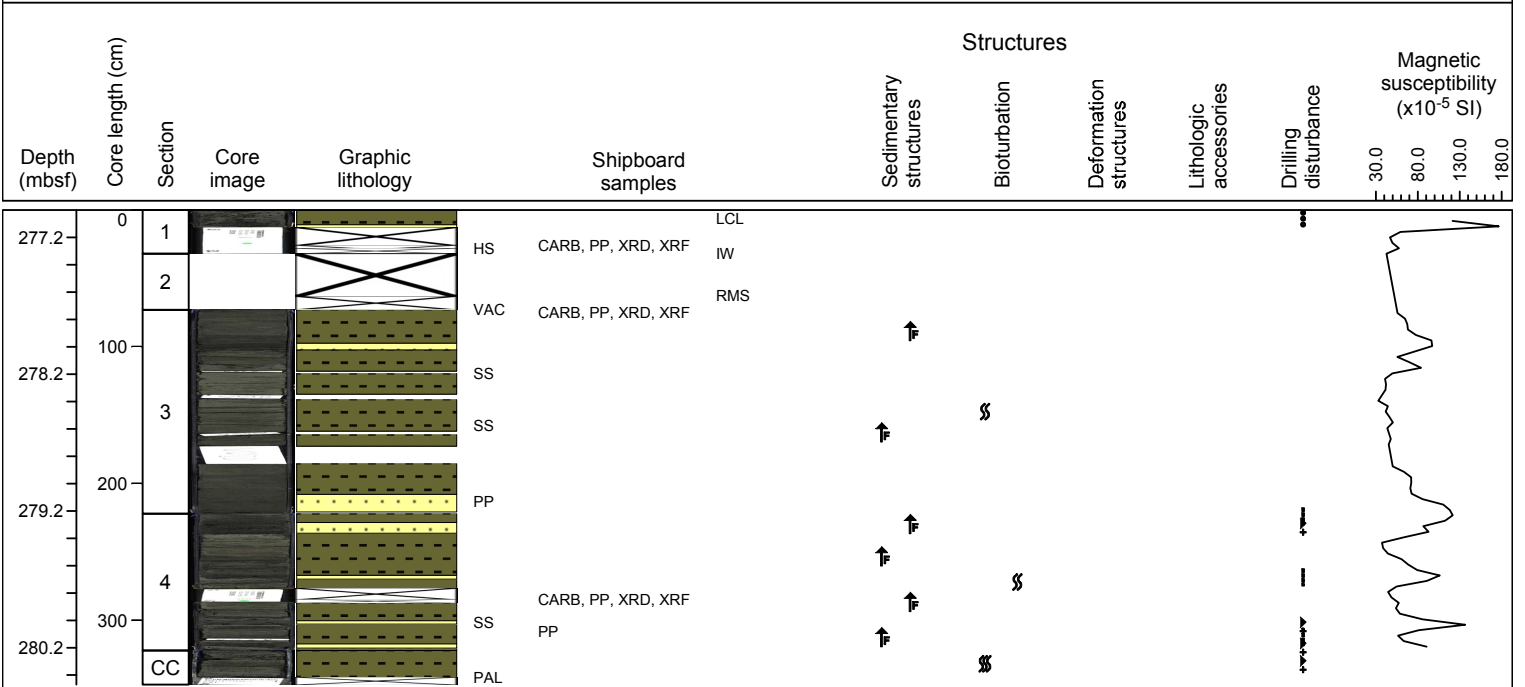 Structures
Depth (mbsf)
Core length (cm)
Section
Core image
Graphic lithology
Shipboard samples
Sedimentary structures
Bioturbation
Deformation structures
Lithologic accessories
Drilling disturbance
Magnetic susceptibility (x10-5 SI)
30.0 80.0 130.0 180.0
0
LCL
277.2
1
HS
CARB, PP, XRD, XRF
IW
2
RMS
VAC
CARB, PP, XRD, XRF
F
100
278.2
SS
3
SS
F
200
PP
279.2
F
F
4
CARB, PP, XRD, XRF
F
300
SS
PP
F
280.2
CC
PAL